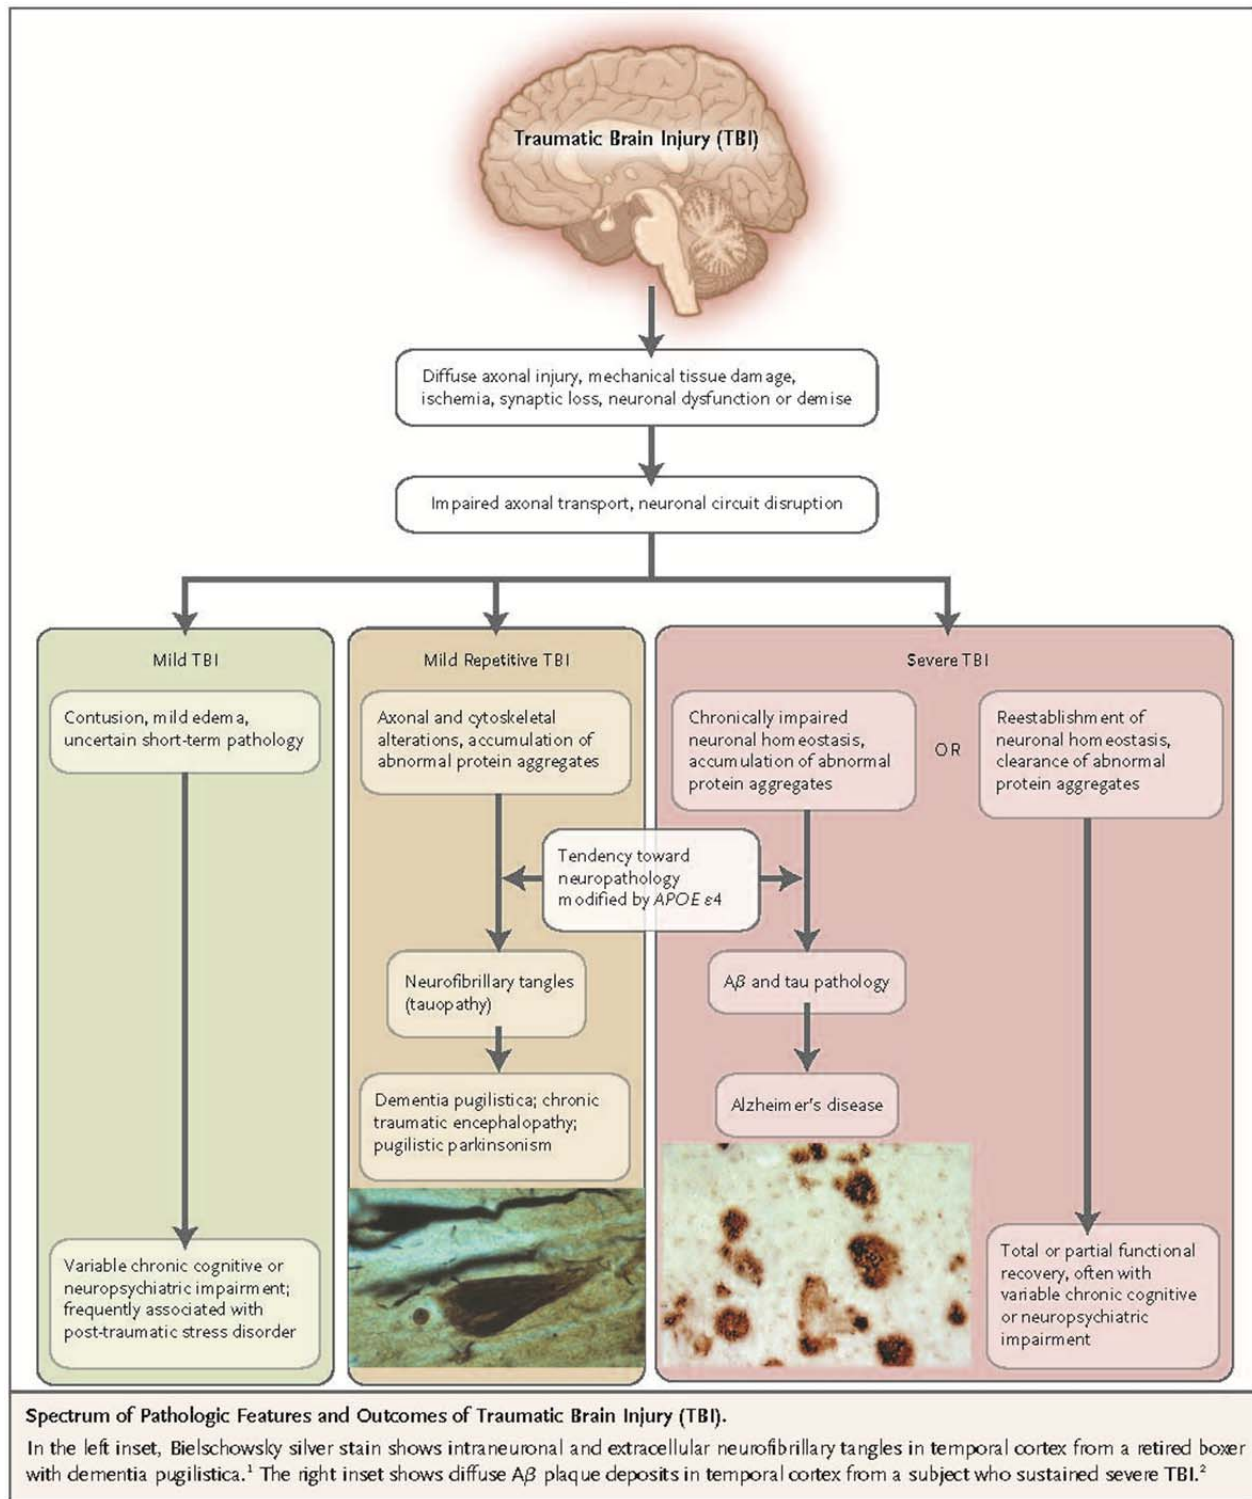 Traumatic Brain Injury (TBI)
Diffuse axonal injury, mechanical tissue damage,
ischemia, synaptic loss, neuronal dysfunction or demise
Impaired axonal transport, neuronal circuit disruption
Mild TBI
Contusion, mild edema,
uncertain short-term pathology
Variable chronic cognitive or
neuropsychiatric impairment;
frequently associated with
post-traumatic stress disorder
Mild Repetitive TBI
Axonal and cytoskeletal
alterations, accumulation of
abnormal protein aggregates
Tendency toward
neuropathology
modified by APOE ε4
Neurofibrillary tangles
(tauopathy)
Dementia pugilistica; chronic
traumatic encephalopathy;
pugilistic parkinsonism
Severe TBI
Chronically impaired
neuronal homeostasis,
accumulation of abnormal
protein aggregates
OR
Reestablishment of
neuronal homeostasis,
clearance of abnormal
protein aggregates
Aβ and tau pathology
Alzheimer's disease
Total or partial functional
recovery, often with
variable chronic cognitive
or neuropsychiatric
impairment
Spectrum of Pathologic Features and Outcomes of Traumatic Brain Injury (TBI).
In the left inset, Bielschowsky silver stain shows intraneuronal and extracellular neurofibrillary tangles in temporal cortex from a retired boxer
with dementia pugilistica.¹ The right inset shows diffuse Aβ plaque deposits in temporal cortex from a subject who sustained severe TBI.²